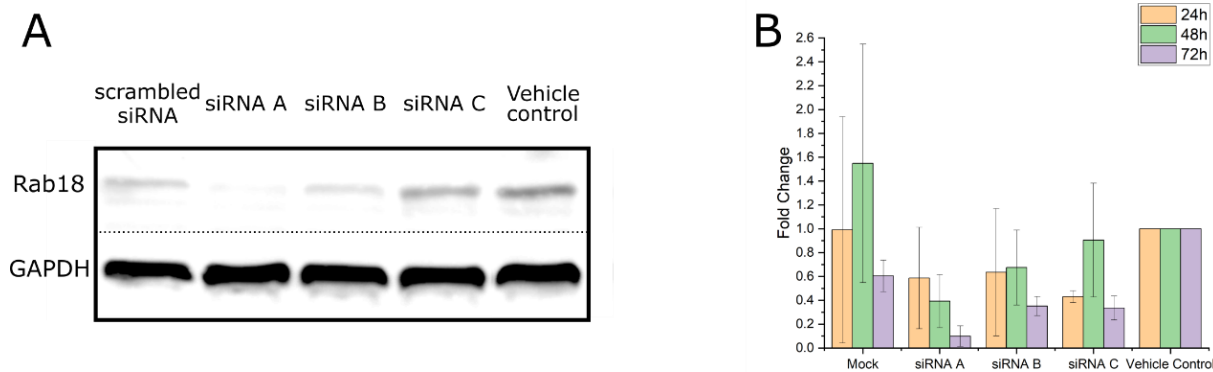 A
scrambled
siRNA
siRNA A
siRNA B
siRNA C
Vehicle
control
Rab18
GAPDH
B
24h
48h
72h
Fold Change
2.6
2.4
2.2
2.0
1.8
1.6
1.4
1.2
1.0
0.8
0.6
0.4
0.2
0.0
Mock
siRNA A
siRNA B
siRNA C
Vehicle Control